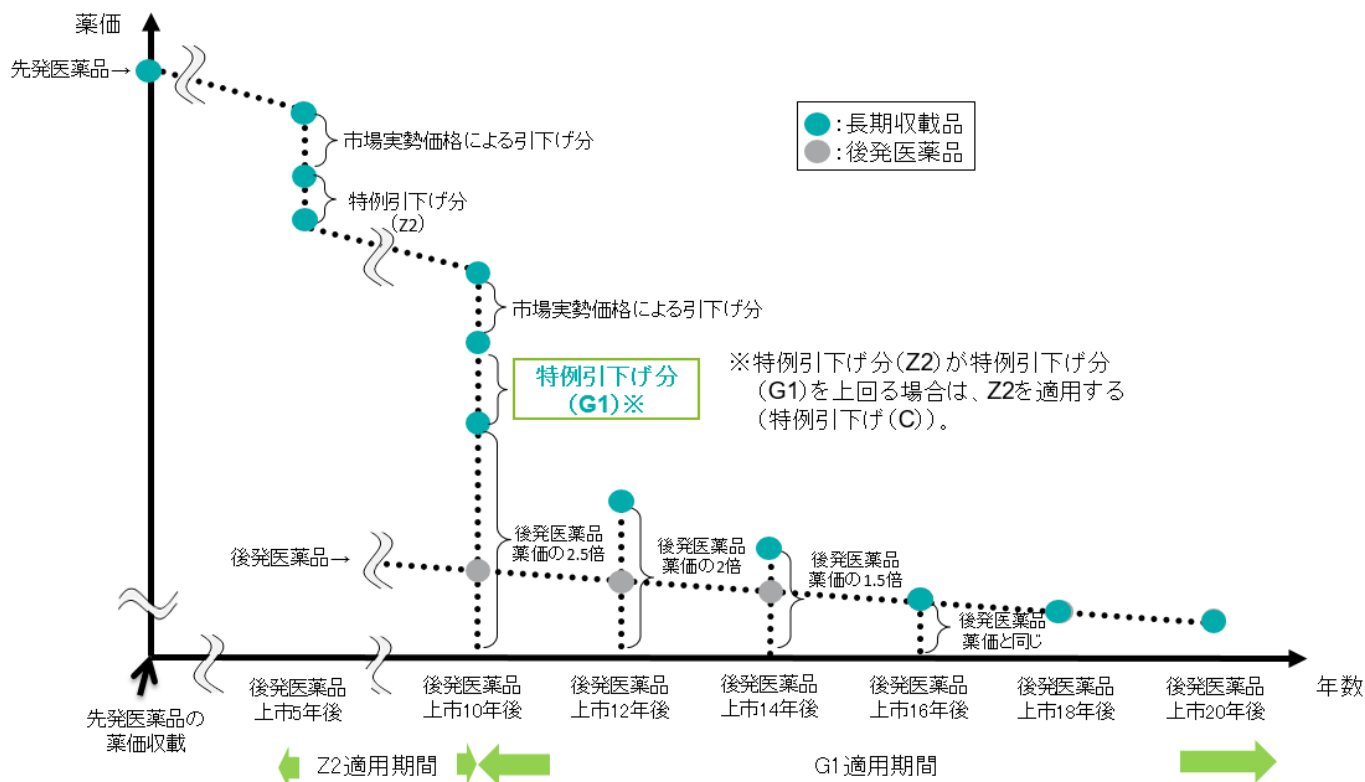 薬価
先発医薬品→
●:長期収載品
●:後発医薬品
市場実勢価格による引下げ分
特例引下げ分
(Z2)
市場実勢価格による引下げ分
特例引下げ分
(G1)※
※特例引下げ分(Z2)が特例引下げ分
(G1)を上回る場合は、Z2を適用する
(特例引下げ(C))。
後発医薬品→
後発医薬品
薬価の2.5倍
後発医薬品
薬価の2倍
後発医薬品
薬価の1.5倍
後発医薬品
薬価と同じ
先発医薬品の
薬価収載
後発医薬品
上市5年後
後発医薬品
上市10年後
後発医薬品
上市12年後
後発医薬品
上市14年後
後発医薬品
上市16年後
後発医薬品
上市18年後
後発医薬品
上市20年後
年数
Z2適用期間
G1適用期間